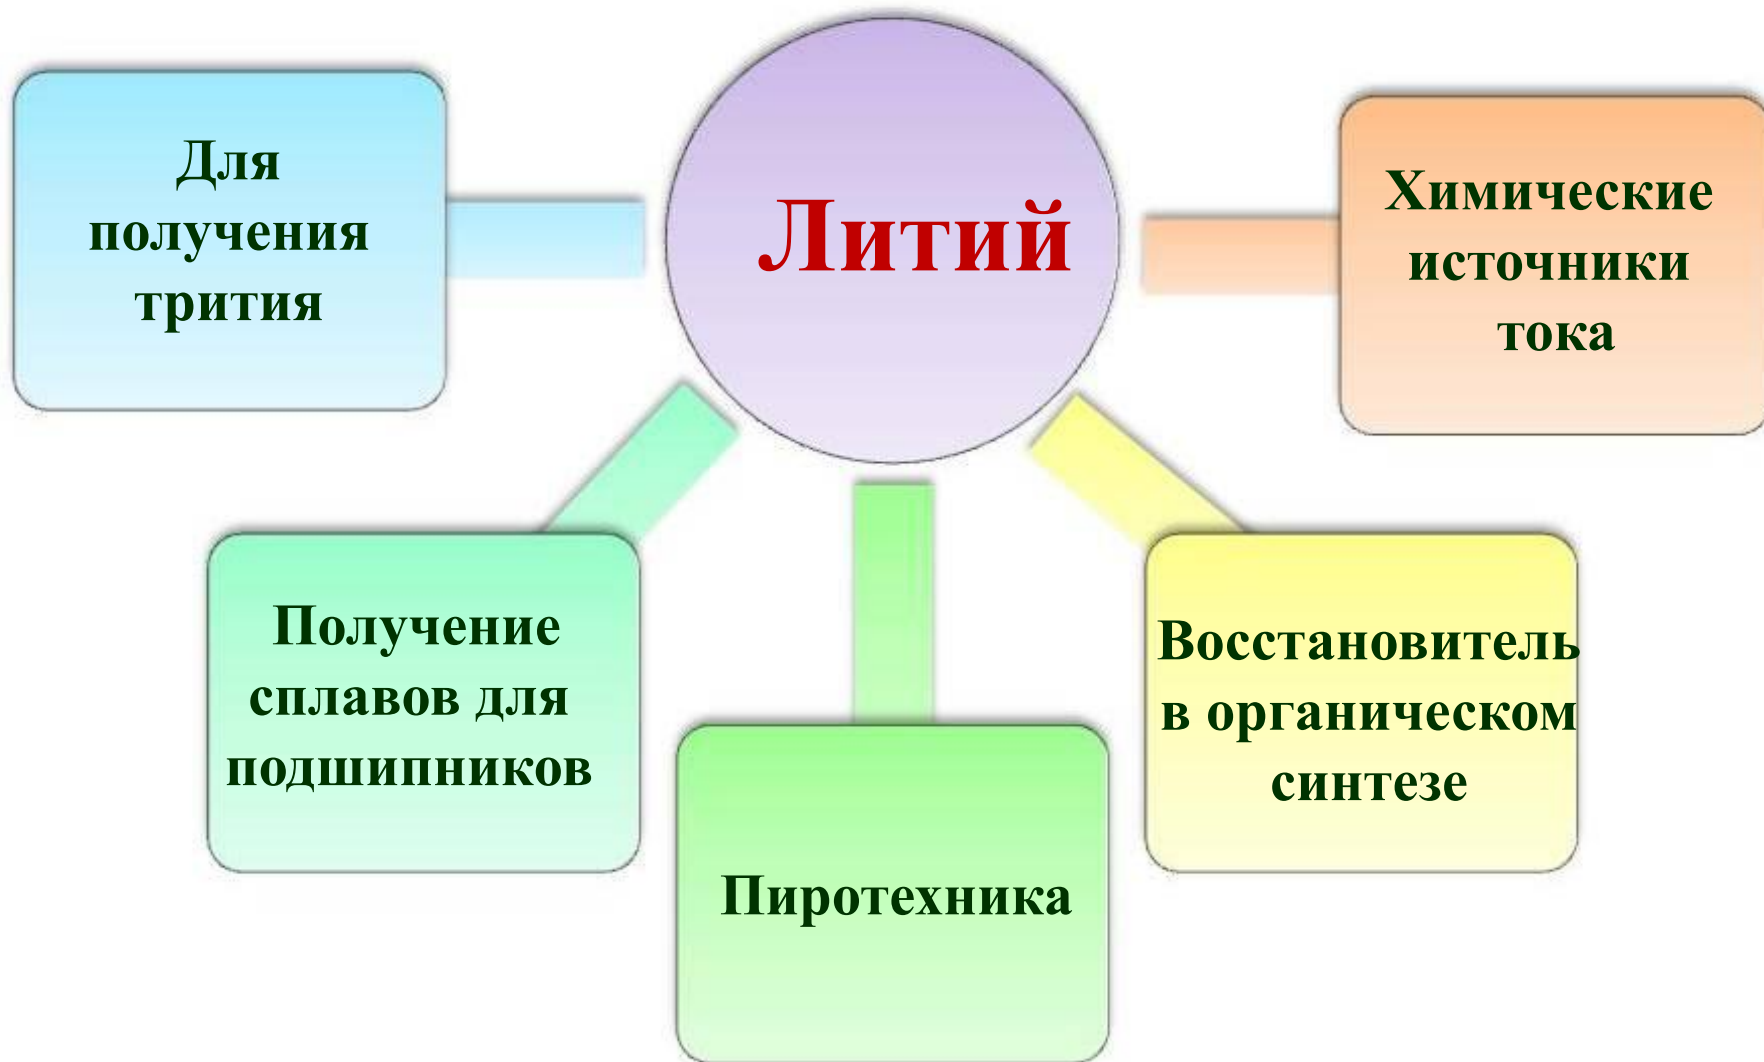 Литий
Для
получения
трития
Получение
сплавов для
подшипников
Пиротехника
Восстановитель
в органическом
синтезе
Химические
источники
тока